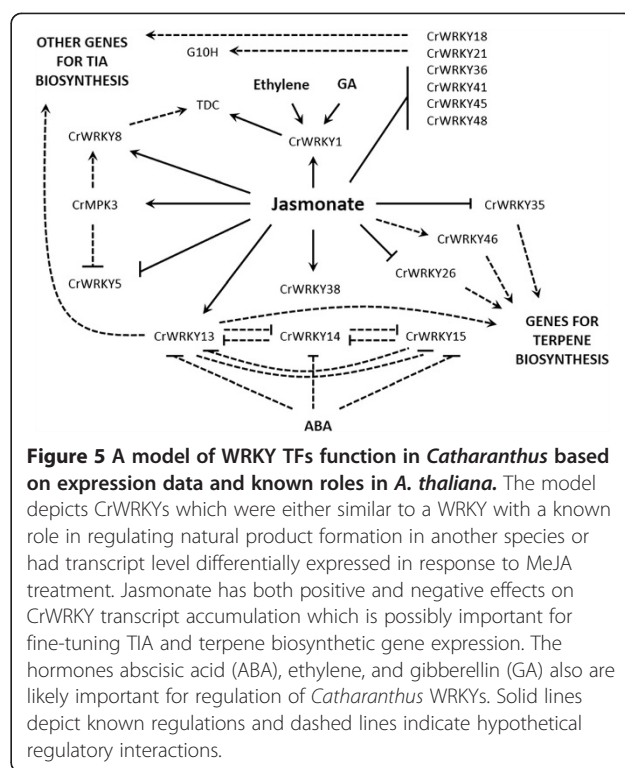 OTHER GENES
FOR TIA
BIOSYNTHESIS
G10H
CrWRKY18
CrWRKY21
CrWRKY36
CrWRKY41
CrWRKY45
CrWRKY48
Ethylene
GA
TDC
CrWRKY8
CrWRKY1
CrMPK3
Jasmonate
CrWRKY35
CrWRKY46
CrWRKY26
CrWRKY5
CrWRKY38
CrWRKY13
CrWRKY14
CrWRKY15
GENES FOR
TERPENE
BIOSYNTHESIS
ABA
Figure 5 A model of WRKY TFs function in Catharanthus based
on expression data and known roles in A. thaliana. The model
depicts CrWRKYs which were either similar to a WRKY with a known
role in regulating natural product formation in another species or
had transcript level differentially expressed in response to MeJA
treatment. Jasmonate has both positive and negative effects on
CrWRKY transcript accumulation which is possibly important for
fine-tuning TIA and terpene biosynthetic gene expression. The
hormones abscisic acid (ABA), ethylene, and gibberellin (GA) also are
likely important for regulation of Catharanthus WRKYs. Solid lines
depict known regulations and dashed lines indicate hypothetical
regulatory interactions.